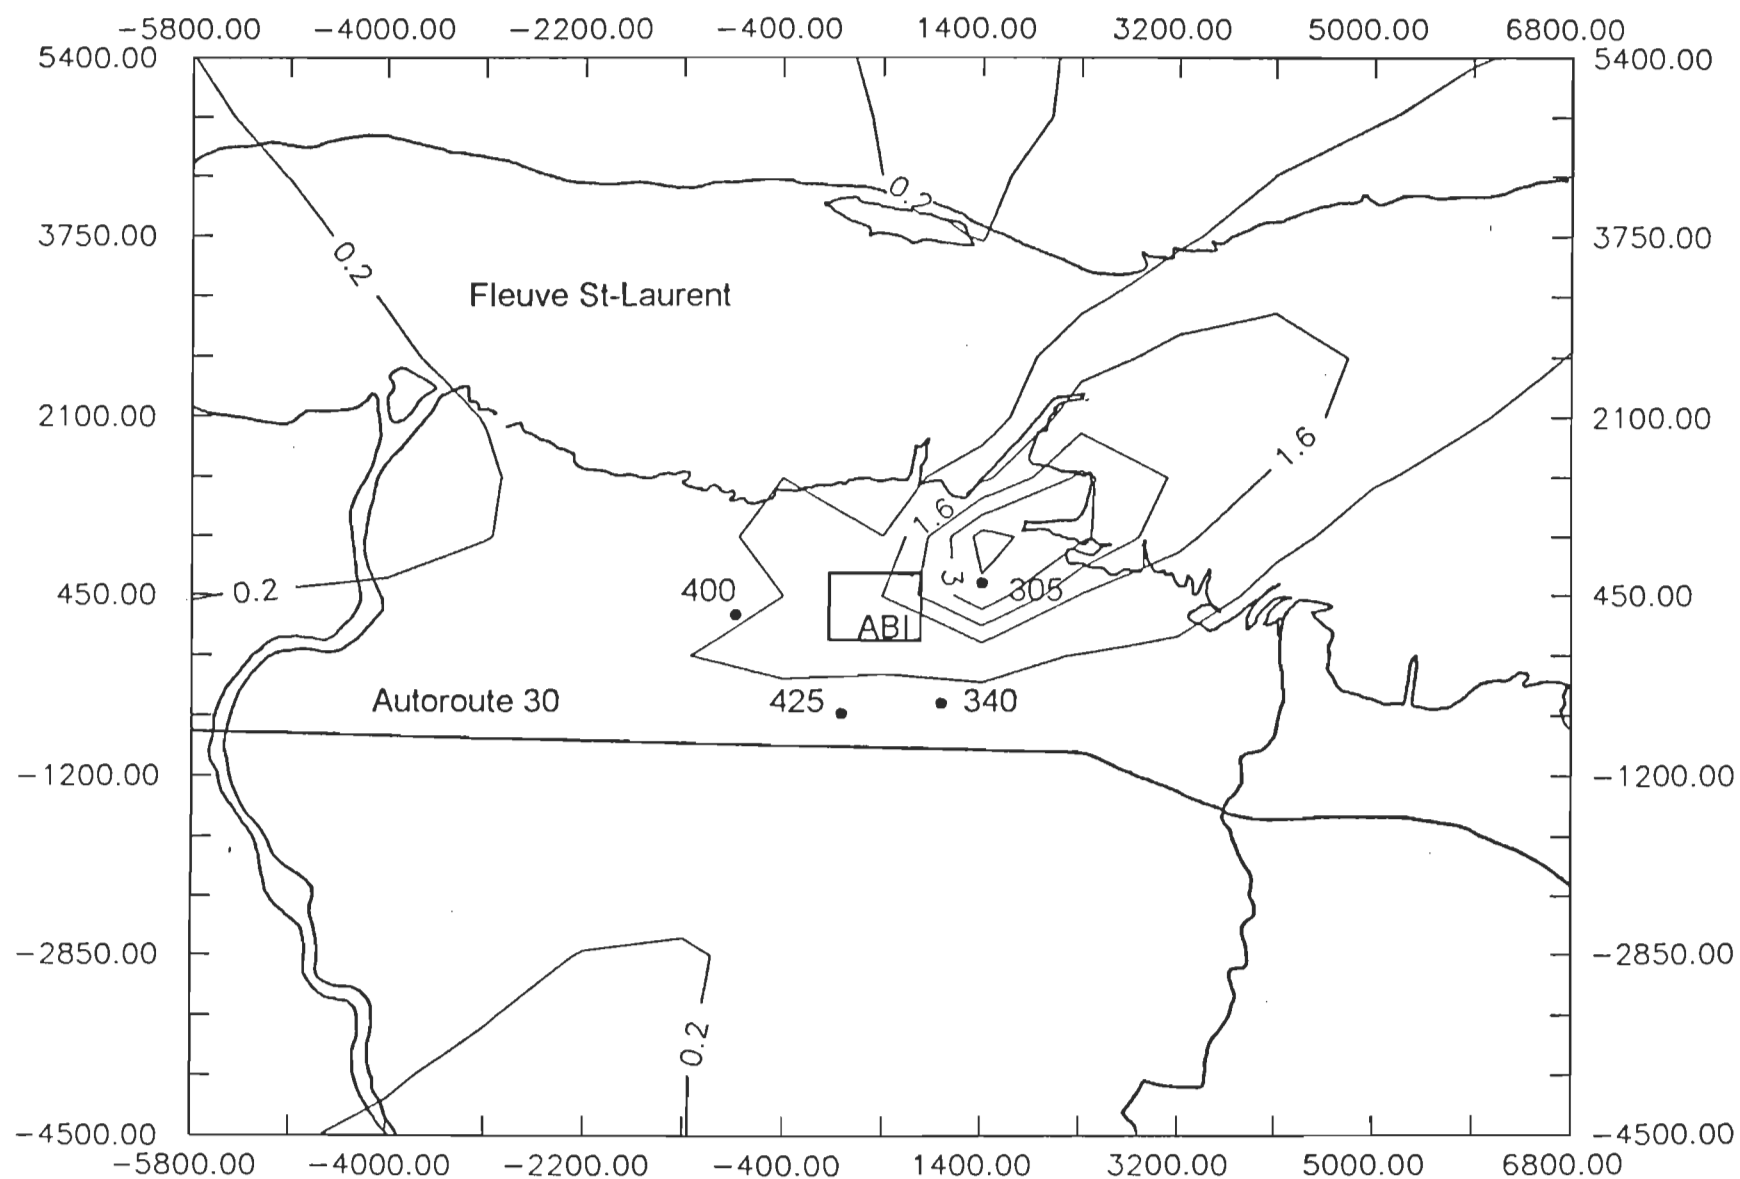 −5800.00 −4000.00 −2200.00 −400.00 1400.00 3200.00 5000.00 6800.00
5400.00 5400.00
0.2
3750.00 3750.00
0.2
Fleuve St-Laurent
2100.00 2100.00
1.6
1.6
3
450.00 0.2 400 305 450.00
ABI
Autoroute 30 425 340
−1200.00 −1200.00
−2850.00 −2850.00
0.2
−4500.00 −4500.00
−5800.00 −4000.00 −2200.00 −400.00 1400.00 3200.00 5000.00 6800.00